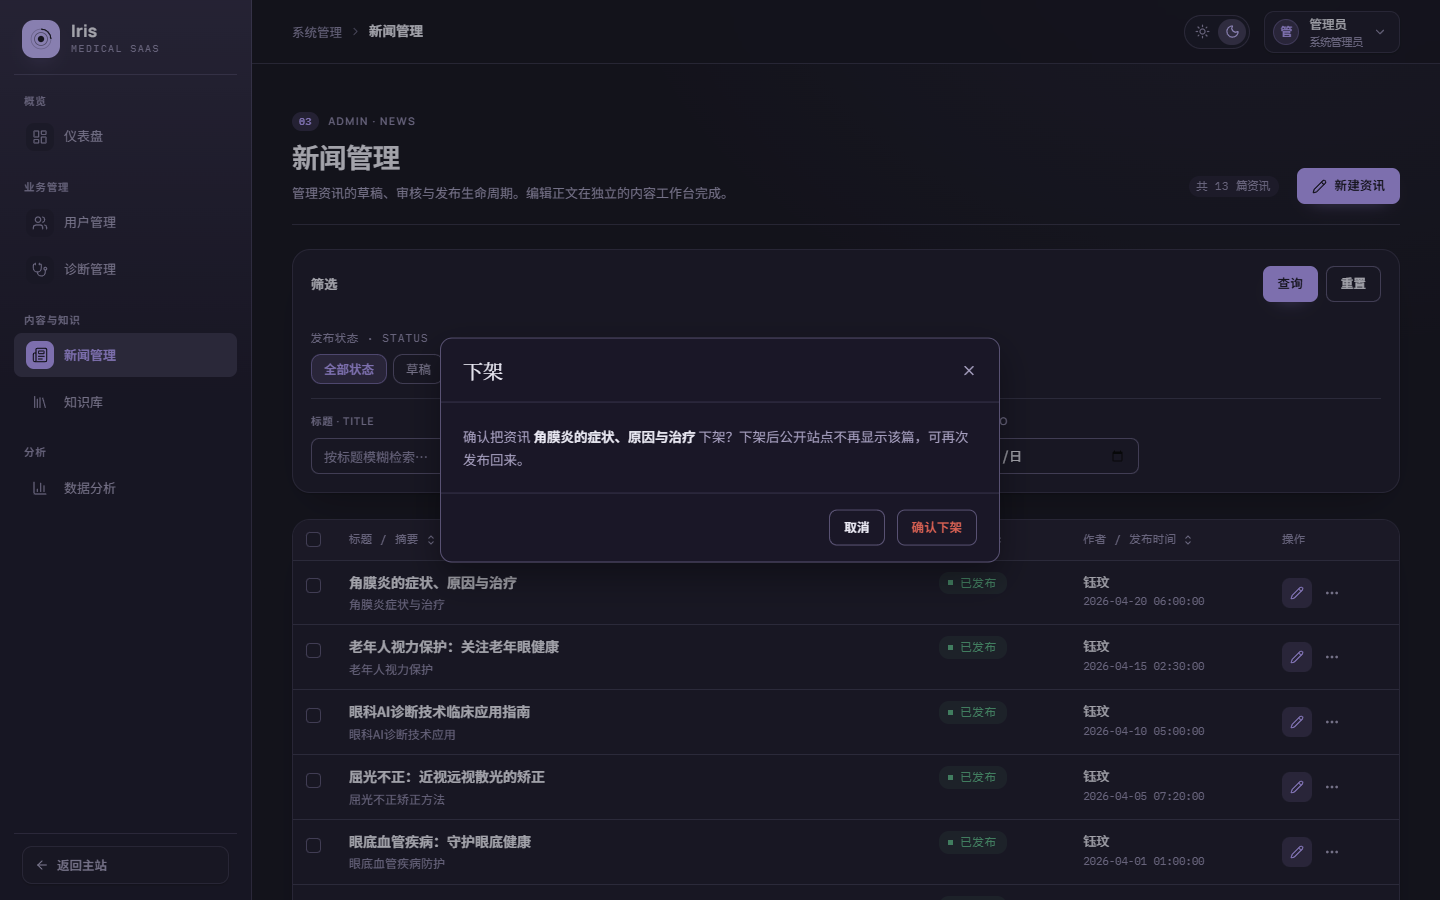 Iris
MEDICAL SAAS
概览
仪表盘
业务管理
用户管理
诊断管理
内容与知识
新闻管理
知识库
分析
数据分析
返回主站
系统管理
新闻管理
管
管理员
系统管理员
03
ADMIN · NEWS
新闻管理
管理资讯的草稿、审核与发布生命周期。编辑正文在独立的内容工作台完成。
共 13 篇资讯
新建资讯
筛选
查询
重置
发布状态 · STATUS
全部状态
草稿
标题 · TITLE
按标题模糊检索…
/日
下架
确认把资讯 角膜炎的症状、原因与治疗 下架？下架后公开站点不再显示该篇，可再次
发布回来。
取消
确认下架
标题 / 摘要
作者 / 发布时间
操作
角膜炎的症状、原因与治疗
角膜炎症状与治疗
已发布
钰玟
2026-04-20 06:00:00
老年人视力保护：关注老年眼健康
老年人视力保护
已发布
钰玟
2026-04-15 02:30:00
眼科AI诊断技术临床应用指南
眼科AI诊断技术应用
已发布
钰玟
2026-04-10 05:00:00
屈光不正：近视远视散光的矫正
屈光不正矫正方法
已发布
钰玟
2026-04-05 07:20:00
眼底血管疾病：守护眼底健康
眼底血管疾病防护
已发布
钰玟
2026-04-01 01:00:00